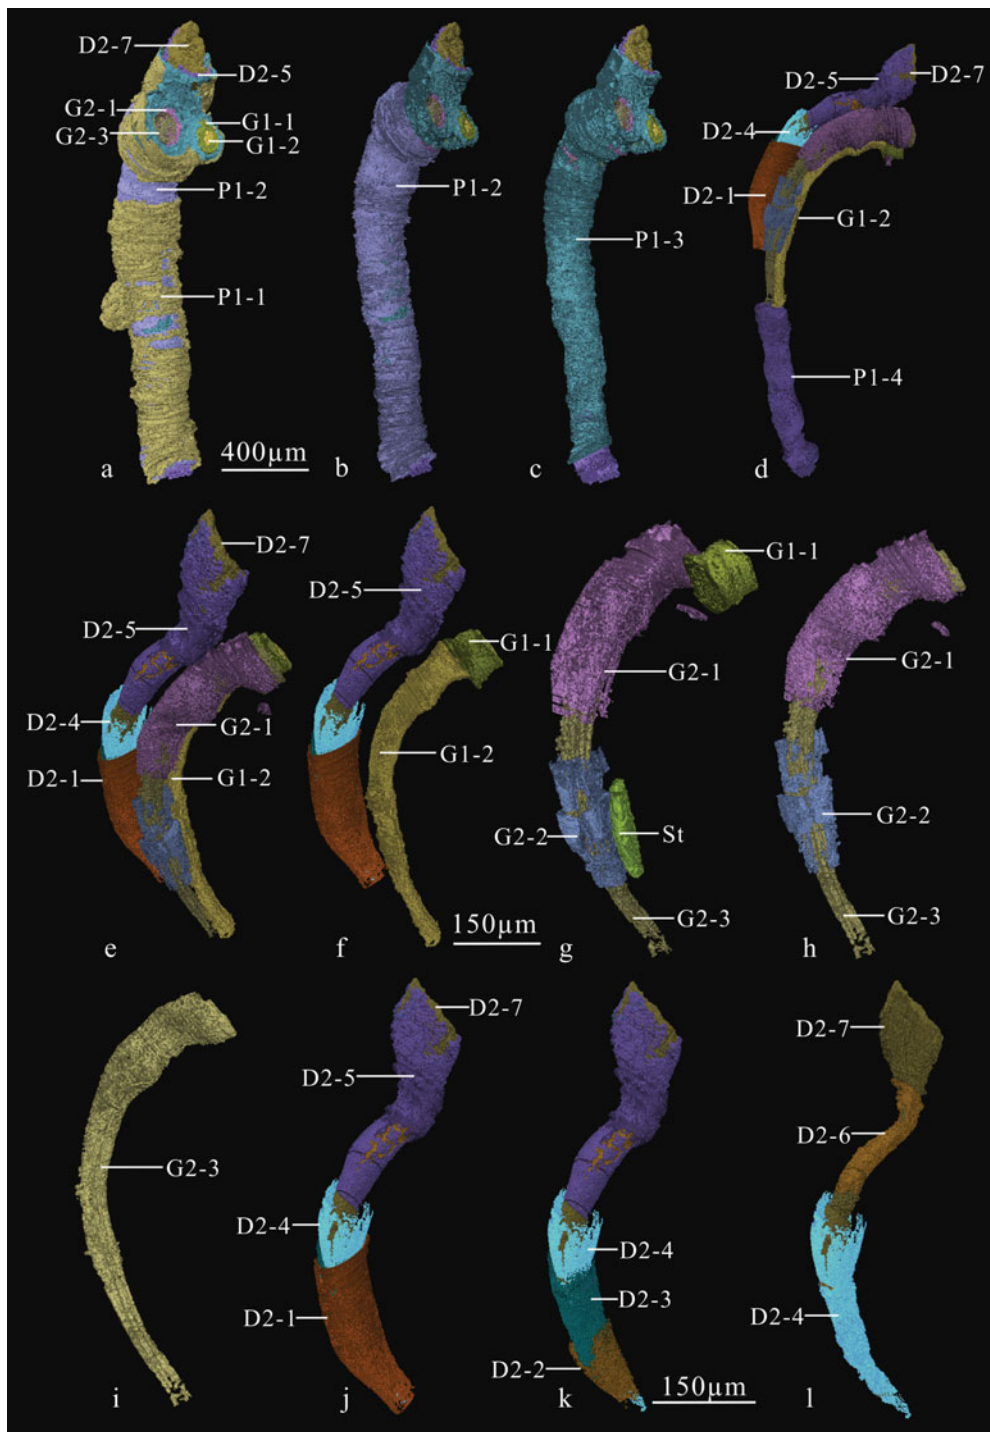 D2-7
D2-5
G2-1
G2-3
G1-1
G1-2
P1-2
P1-1
a
400µm
P1-2
b
P1-3
c
D2-5
D2-7
D2-4
D2-1
G1-2
P1-4
d
D2-7
D2-5
D2-4
G2-1
D2-1
G1-2
e
D2-5
G1-1
G1-2
f
150µm
G1-1
G2-1
G2-2
St
G2-3
g
G2-1
G2-2
G2-3
h
G2-3
i
D2-7
D2-5
D2-4
D2-1
j
D2-4
D2-3
D2-2
k
150µm
D2-7
D2-6
D2-4
l